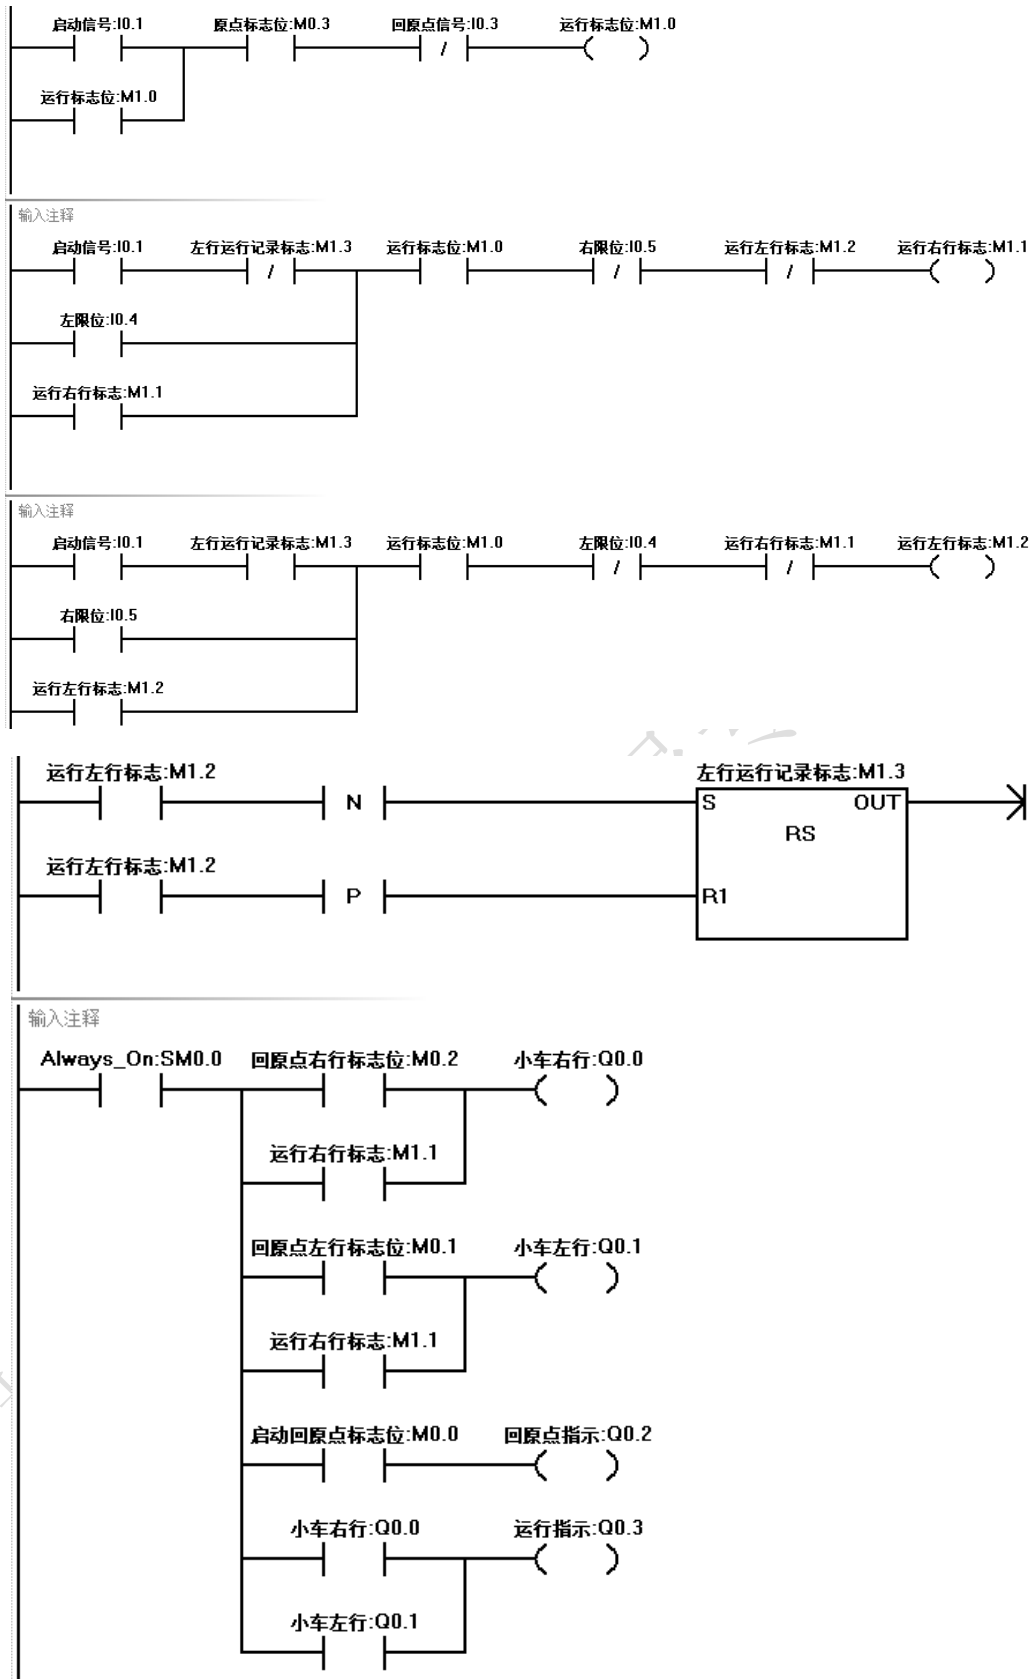 启动信号:I0.1 原点标志位:M0.3 回原点信号:I0.3 运行标志位:M1.0
/
运行标志位:M1.0
输入注释
启动信号:I0.1 左行运行记录标志:M1.3 运行标志位:M1.0 右限位:I0.5 运行左行标志:M1.2 运行右行标志:M1.1
/ / /
左限位:I0.4
运行右行标志:M1.1
输入注释
启动信号:I0.1 左行运行记录标志:M1.3 运行标志位:M1.0 左限位:I0.4 运行右行标志:M1.1 运行左行标志:M1.2
/ /
右限位:I0.5
运行左行标志:M1.2
运行左行标志:M1.2 左行运行记录标志:M1.3
N S OUT
RS
运行左行标志:M1.2
P R1
输入注释
Always_On:SM0.0 回原点右行标志位:M0.2 小车右行:Q0.0
运行右行标志:M1.1
回原点左行标志位:M0.1 小车左行:Q0.1
运行右行标志:M1.1
启动回原点标志位:M0.0 回原点指示:Q0.2
小车右行:Q0.0 运行指示:Q0.3
小车左行:Q0.1